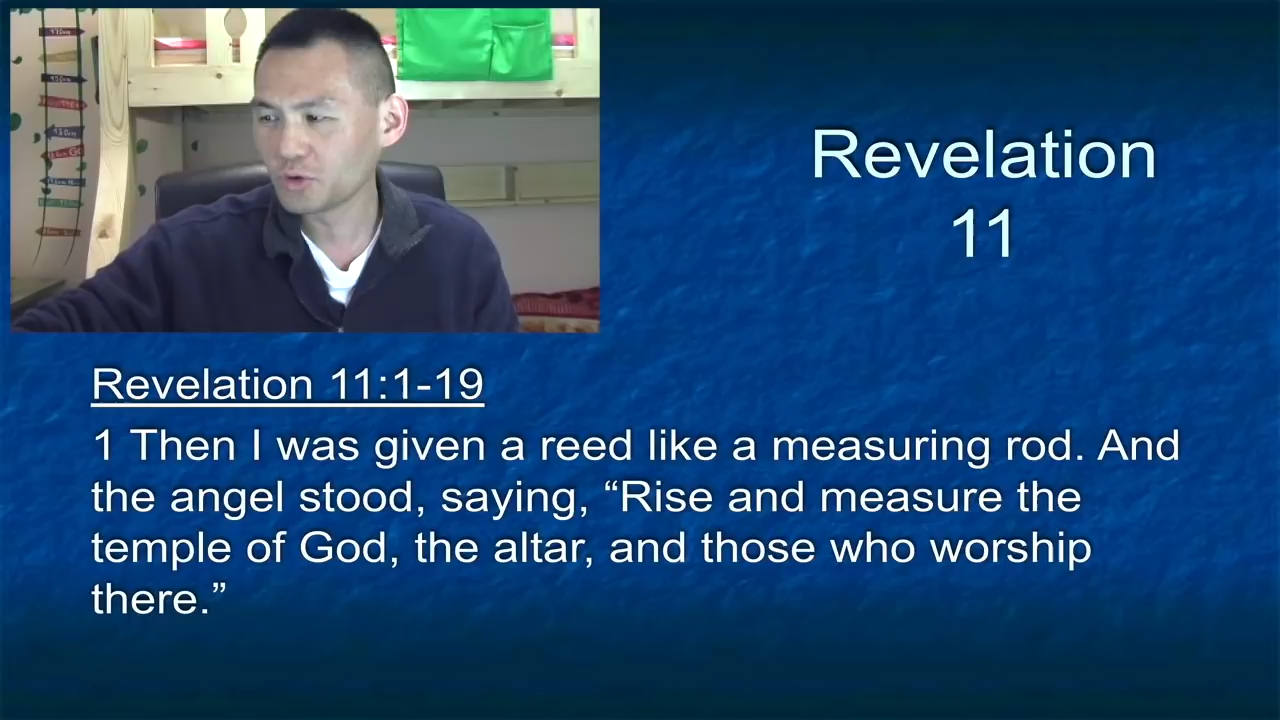 Revelation
11
Revelation 11:1-19
1 Then I was given a reed like a measuring rod. And
the angel stood, saying, “Rise and measure the
temple of God, the altar, and those who worship
there.”